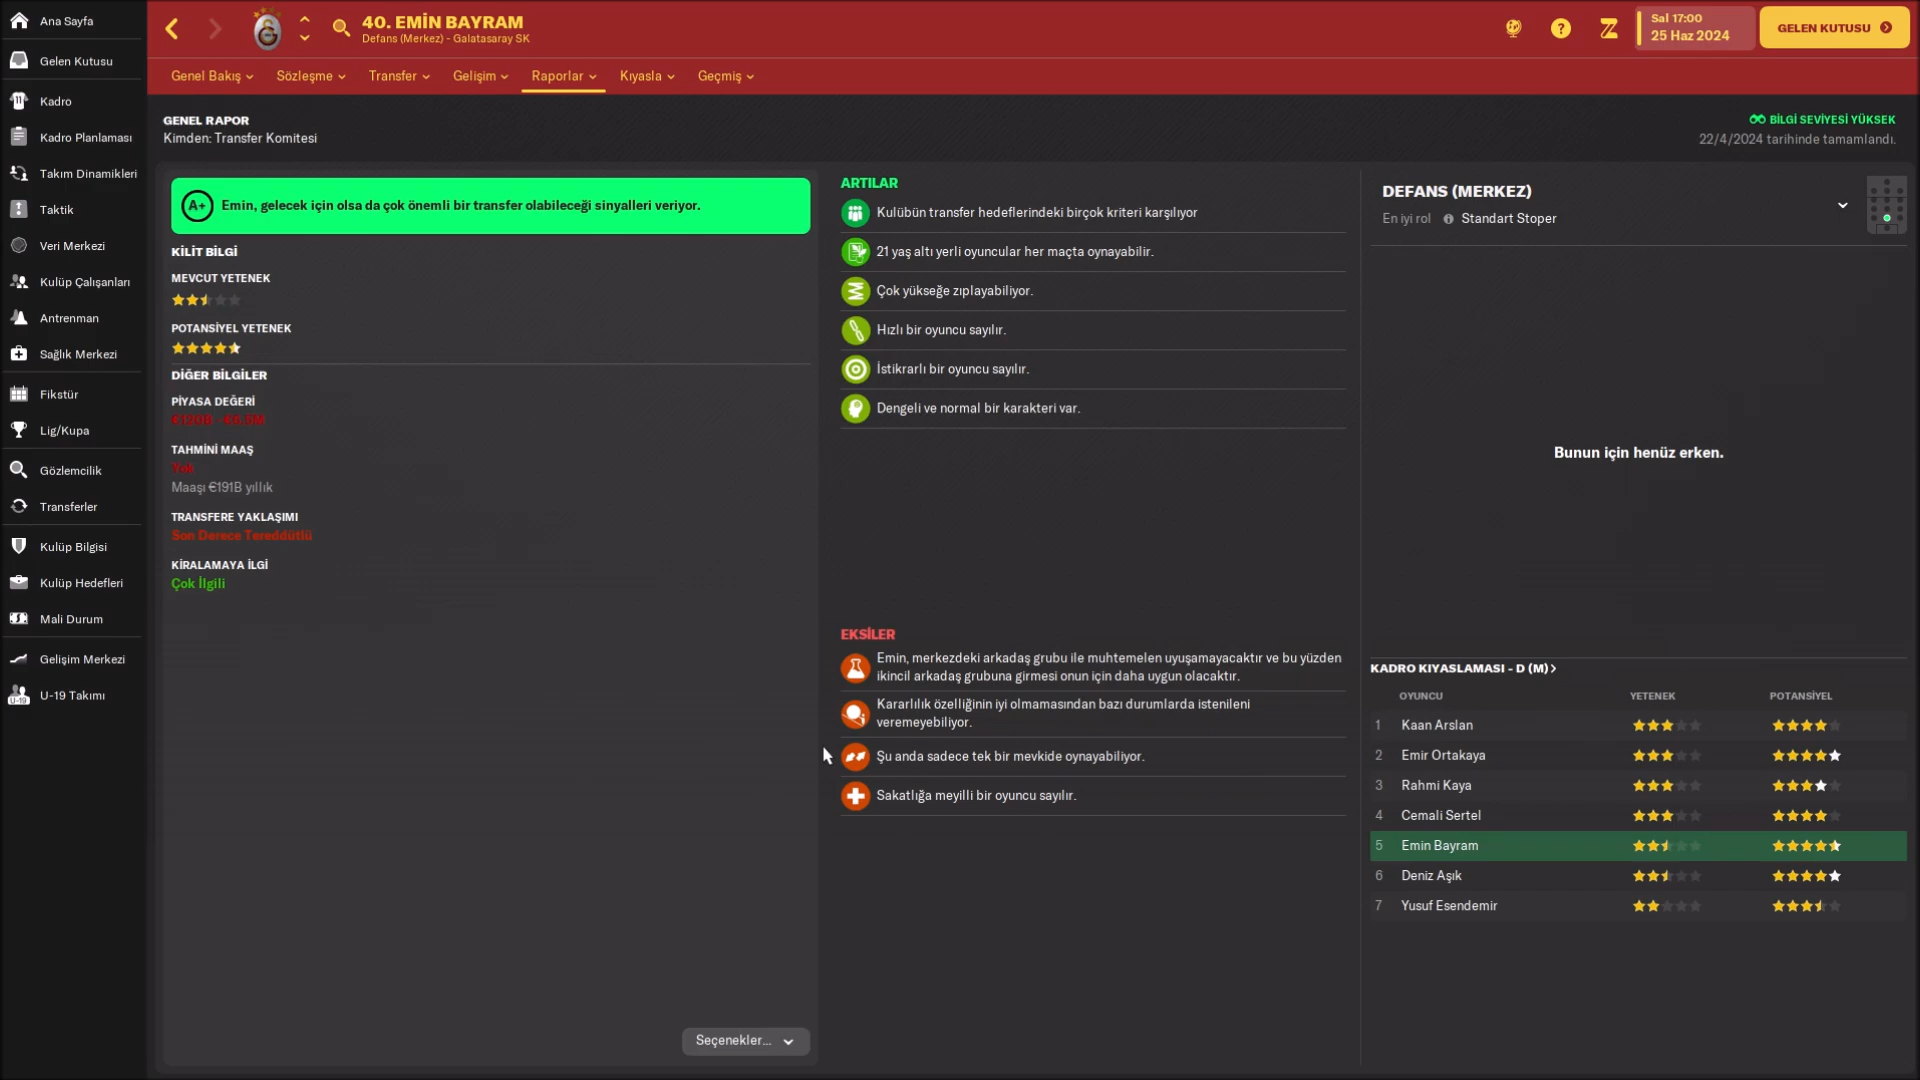 Ana Sayfa
Gelen Kutusu
Kadro
Kadro Planlaması
Takım Dinamikleri
Taktik
Veri Merkezi
Kulüp Çalışanları
Antrenman
Sağlık Merkezi
Fikstür
Lig/Kupa
Gözlemcilik
Transferler
Kulüp Bilgisi
Kulüp Hedefleri
Mali Durum
Gelişim Merkezi
U-19 Takımı
40. EMİN BAYRAM
Defans (Merkez) - Galatasaray SK
Sal 17:00
25 Haz 2024
GELEN KUTUSU
Genel Bakış
Sözleşme
Transfer
Gelişim
Raporlar
Kıyasla
Geçmiş
GENEL RAPOR
Kimden: Transfer Komitesi
BİLGİ SEVİYESİ YÜKSEK
22/4/2024 tarihinde tamamlandı.
A+ Emin, gelecek için olsa da çok önemli bir transfer olabileceği sinyalleri veriyor.
KİLİT BİLGİ
MEVCUT YETENEK
POTANSİYEL YETENEK
DİĞER BİLGİLER
PİYASA DEĞERİ
TAHMİNİ MAAŞ
Yok
Maaşı €191B yıllık
TRANSFERE YAKLAŞIMI
Son Derece Tereddütlü
KİRALAMAYA İLGİ
Çok İlgili
Seçenekler...
ARTILAR
Kulübün transfer hedeflerindeki birçok kriteri karşılıyor
21 yaş altı yerli oyuncular her maçta oynayabilir.
Çok yükseğe zıplayabiliyor.
Hızlı bir oyuncu sayılır.
İstikrarlı bir oyuncu sayılır.
Dengeli ve normal bir karakteri var.
EKSİLER
Emin, merkezdeki arkadaş grubu ile muhtemelen uyuşamayacaktır ve bu yüzden
ikincil arkadaş grubuna girmesi onun için daha uygun olacaktır.
Kararlılık özelliğinin iyi olmamasından bazı durumlarda istenileni
veremeyebiliyor.
Şu anda sadece tek bir mevkide oynayabiliyor.
Sakatlığa meyilli bir oyuncu sayılır.
DEFANS (MERKEZ)
En iyi rol Standart Stoper
Bunun için henüz erken.
KADRO KIYASLAMASI - D (M)
OYUNCU YETENEK POTANSİYEL
1 Kaan Arslan
2 Emir Ortakaya
3 Rahmi Kaya
4 Cemali Sertel
5 Emin Bayram
6 Deniz Aşık
7 Yusuf Esendemir